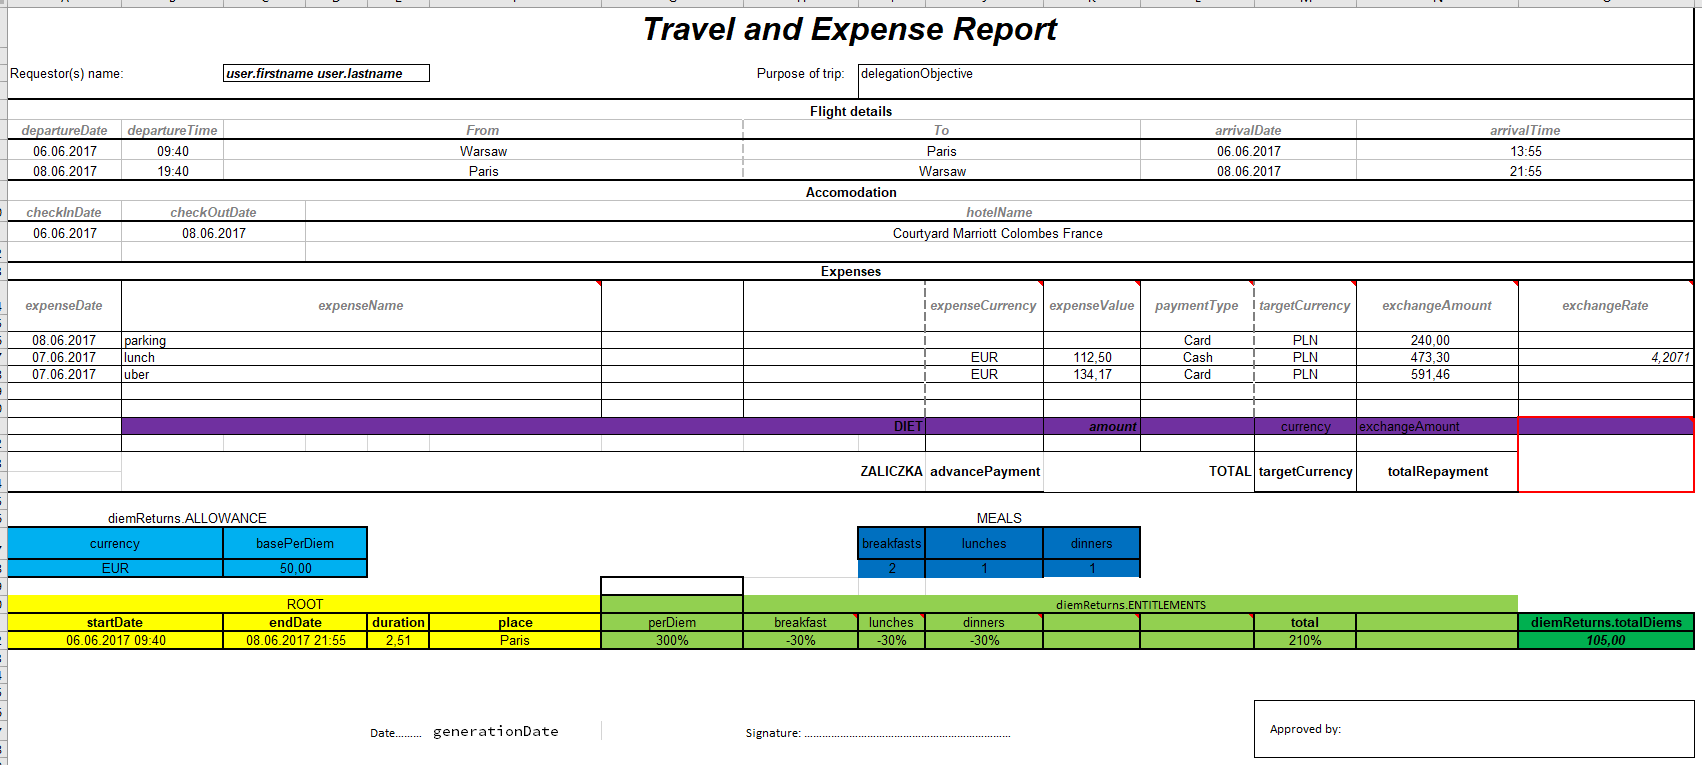 Travel and Expense Report
Requestor(s) name: user.firstname user.lastname Purpose of trip: delegationObjective
Flight details
departureDate departureTime From To arrivalDate arrivalTime
06.06.2017 09:40 Warsaw Paris 06.06.2017 13:55
08.06.2017 19:40 Paris Warsaw 08.06.2017 21:55
Accomodation
checkInDate checkOutDate hotelName
06.06.2017 08.06.2017 Courtyard Marriott Colombes France
Expenses
expenseDate expenseName expenseCurrency expenseValue paymentType targetCurrency exchangeAmount exchangeRate
08.06.2017 parking Card PLN 240,00
07.06.2017 lunch EUR 112,50 Cash PLN 473,30 4,2071
07.06.2017 uber EUR 134,17 Card PLN 591,46
DIET amount currency exchangeAmount
ZALICZKA advancePayment TOTAL targetCurrency totalRepayment
diemReturns.ALLOWANCE MEALS
currency basePerDiem breakfasts lunches dinners
EUR 50,00 2 1 1
ROOT diemReturns.ENTITLEMENTS
startDate endDate duration place perDiem breakfast lunches dinners total diemReturns.totalDiems
06.06.2017 09:40 08.06.2017 21:55 2,51 Paris 300% -30% -30% -30% 210% 105,00
Date......... generationDate Signature: ..................................................................... Approved by: